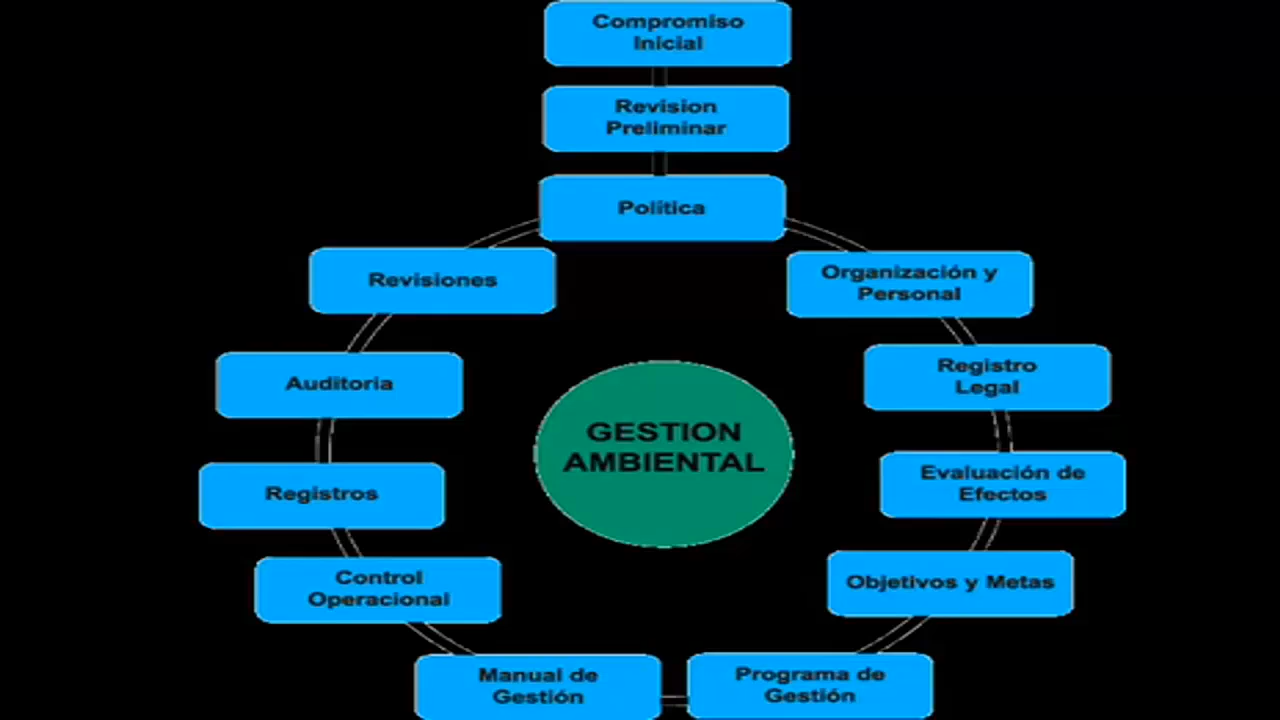 Compromiso
Inicial
Revision
Preliminar
Politica
Revisiones
Organización y
Personal
Auditoria
Registro
Legal
GESTION
AMBIENTAL
Registros
Evaluación de
Efectos
Control
Operacional
Objetivos y Metas
Manual de
Gestión
Programa de
Gestión